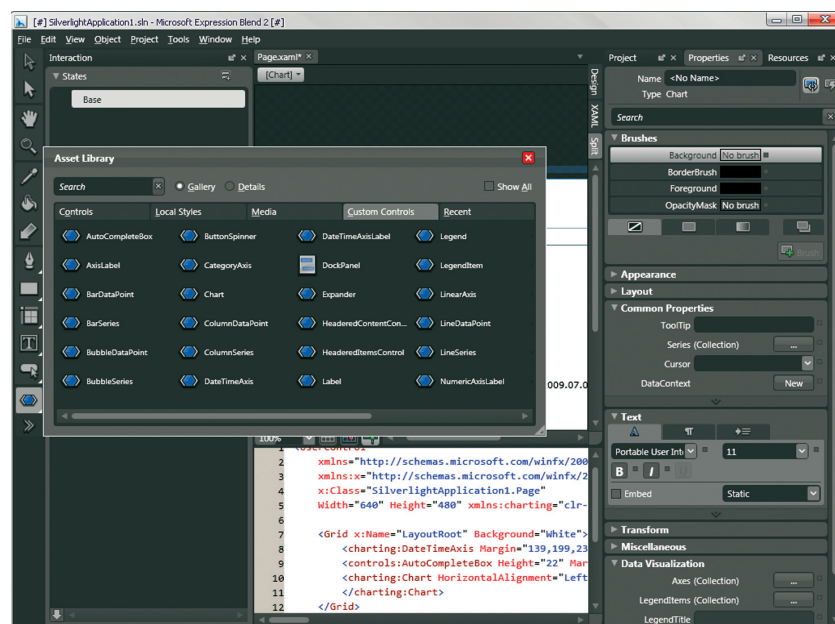 [#] SilverlightApplication1.sln - Microsoft Expression Blend 2 [#]
File Edit View Object Project Tools Window Help
Interaction
States
Base
Page.xaml* ×
[Chart]
Design
XAML
Split
Asset Library
Search
Gallery
Details
Show All
Controls Local Styles Media Custom Controls Recent
AutoCompleteBox ButtonSpinner DateTimeAxisLabel Legend
AxisLabel CategoryAxis DockPanel LegendItem
BarDataPoint Chart Expander LinearAxis
BarSeries ColumnDataPoint HeaderedContentCon... LineDataPoint
BubbleDataPoint ColumnSeries HeaderedItemsControl LineSeries
BubbleSeries DateTimeAxis Label NumericAxisLabel
009.07.0
100%
1 <UserControl
2 xmlns="http://schemas.microsoft.com/winfx/200
3 xmlns:x="http://schemas.microsoft.com/winfx/2
4 x:Class="SilverlightApplication1.Page"
5 Width="640" Height="480" xmlns:charting="clr-
6
7 <Grid x:Name="LayoutRoot" Background="White">
8 <charting:DateTimeAxis Margin="139,199,23
9 <controls:AutoCompleteBox Height="22" Mar
10 <charting:Chart HorizontalAlignment="Left
11 </charting:Chart>
12 </Grid>
Project Properties Resources
Name <No Name>
Type Chart
Search
Brushes
Background No brush
BorderBrush
Foreground
OpacityMask No brush
Brush
Appearance
Layout
Common Properties
ToolTip
Series (Collection) ...
Cursor
DataContext New
Text
Portable User Int 11
B I U
Embed Static
Transform
Miscellaneous
Data Visualization
Axes (Collection) ...
LegendItems (Collection) ...
LegendTitle